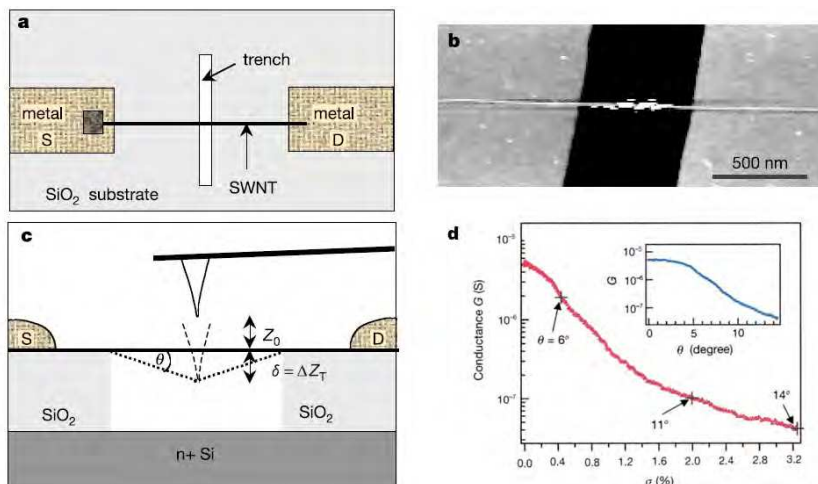 a
trench
metal
S
metal
D
SiO₂ substrate
SWNT
b
500 nm
c
S
D
Z₀
θ
δ = ΔZ_T
SiO₂
SiO₂
n+ Si
d
10⁻⁵
10⁻⁶
10⁻⁷
Conductance G (S)
θ = 6°
11°
14°
0.0 0.4 0.8 1.2 1.6 2.0 2.4 2.8 3.2
σ (%)
10⁻⁵
10⁻⁶
10⁻⁷
G
0 5 10
θ (degree)